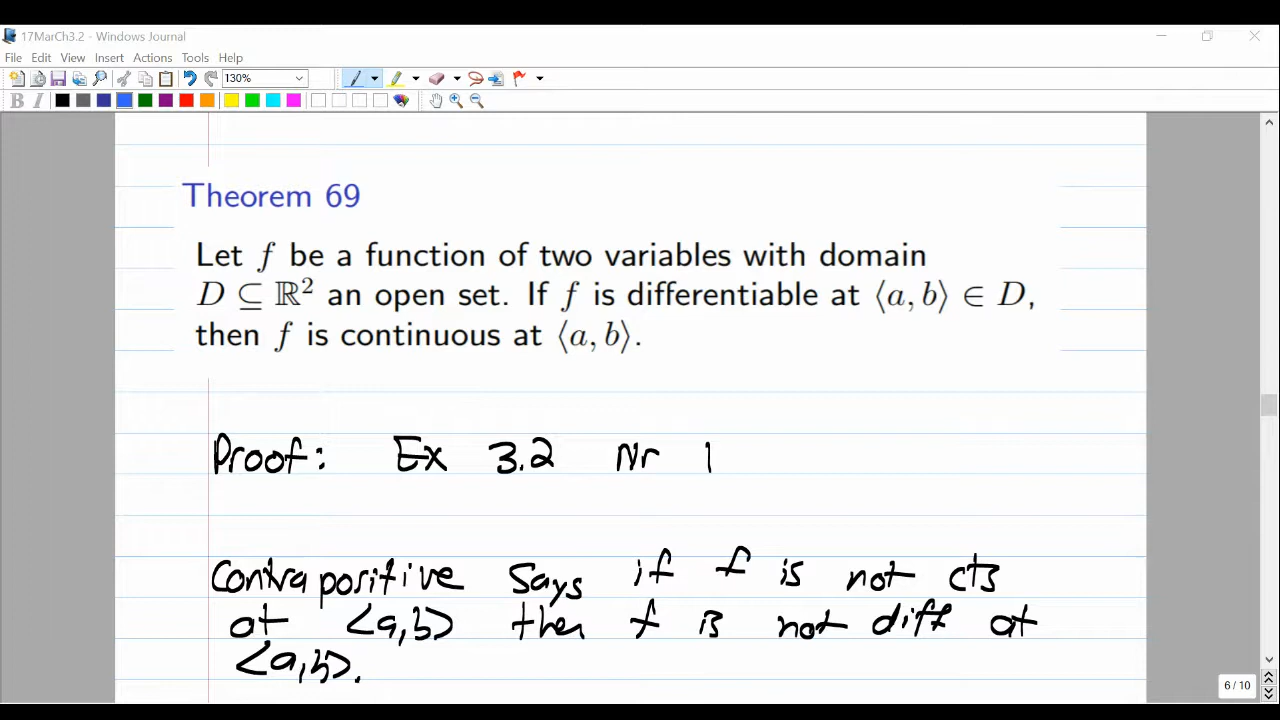 17MarCh3.2 - Windows Journal
File Edit View Insert Actions Tools Help
130%
B I
Theorem 69
Let f be a function of two variables with domain
D ⊆ ℝ² an open set. If f is differentiable at ⟨a, b⟩ ∈ D,
then f is continuous at ⟨a, b⟩.
Proof: Ex 3.2 Nr 1
Contrapositive says if f is not cts
at <a,b> then f is not diff at
<a,b>.
6 / 10